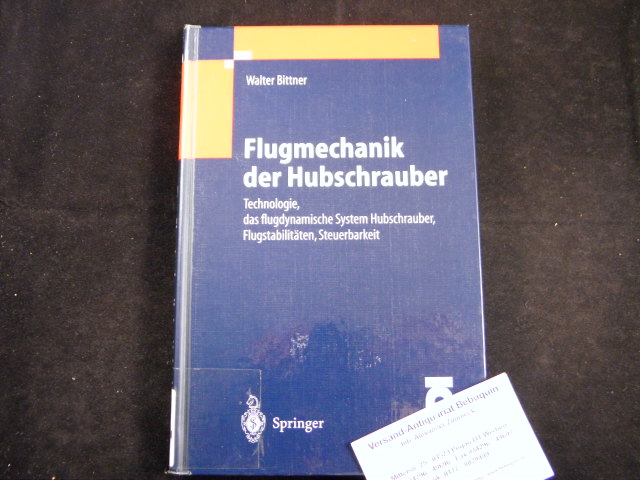 Walter Bittner
Flugmechanik
der Hubschrauber
Technologie,
das flugdynamische System Hubschrauber,
Flugstabilitäten, Steuerbarkeit
Springer
Versand-Antiquariat Bebuquin